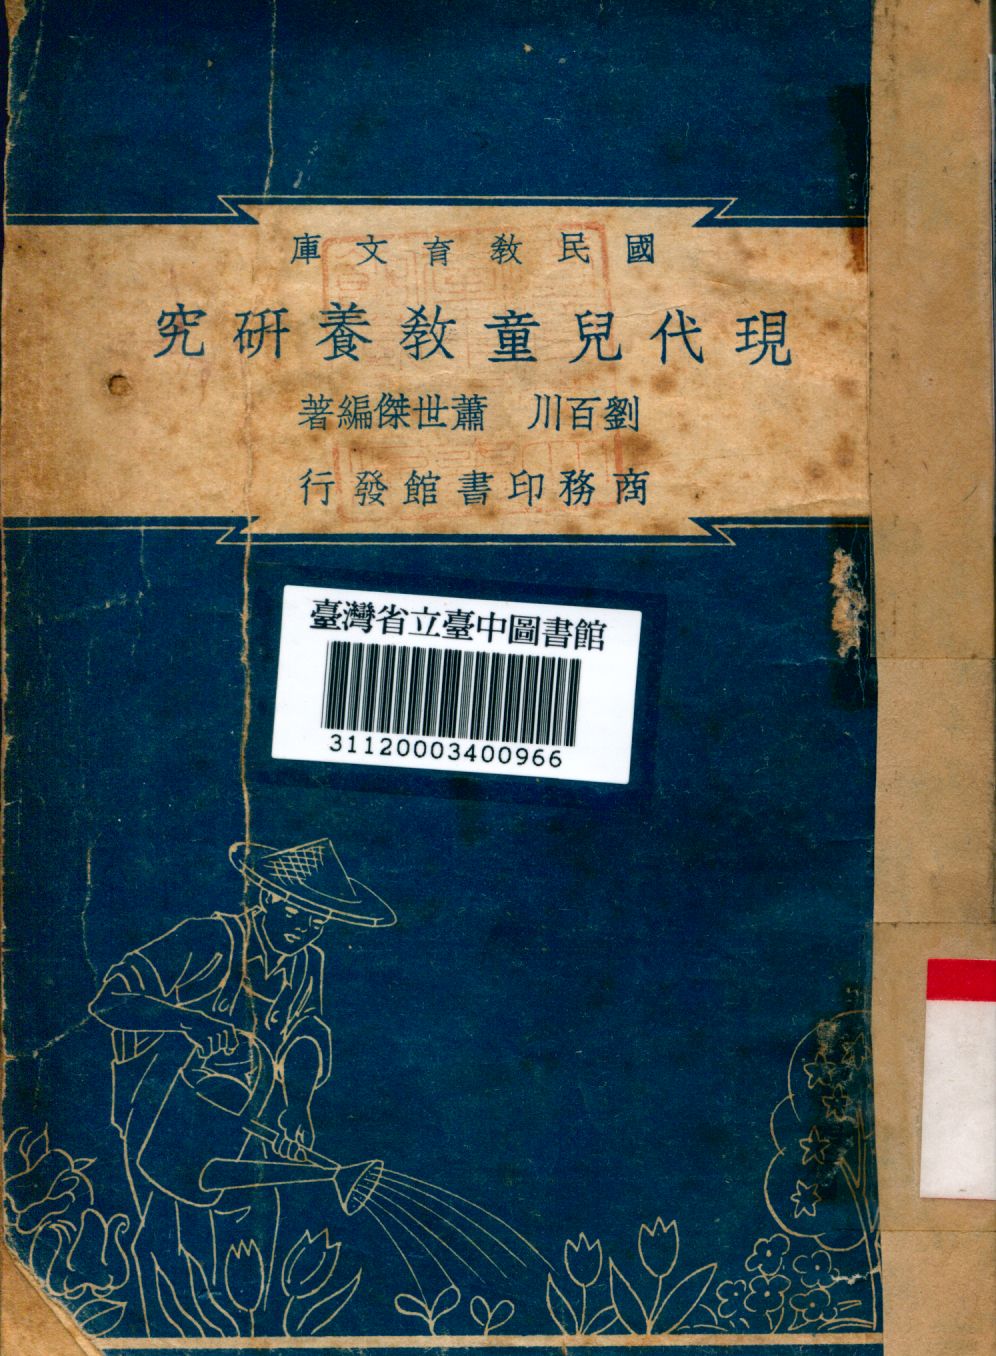 國民教育文庫
現代兒童教養研究
劉百川 蕭世傑編著
商務印書館發行
臺灣省立臺中圖書館
31120003400966